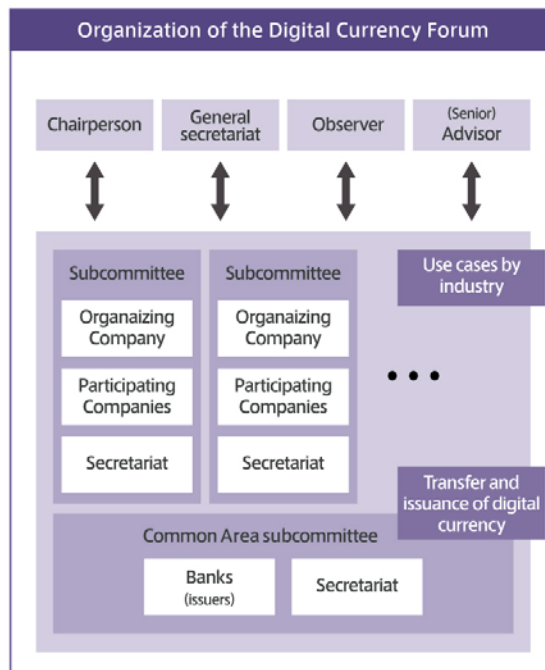 Organization of the Digital Currency Forum
Chairperson
General
secretariat
Observer
(Senior)
Advisor
Subcommittee
Organaizing
Company
Participating
Companies
Secretariat
Subcommittee
Organaizing
Company
Participating
Companies
Secretariat
Use cases by
industry
• • •
Transfer and
issuance of digital
currency
Common Area subcommittee
Banks
(issuers)
Secretariat